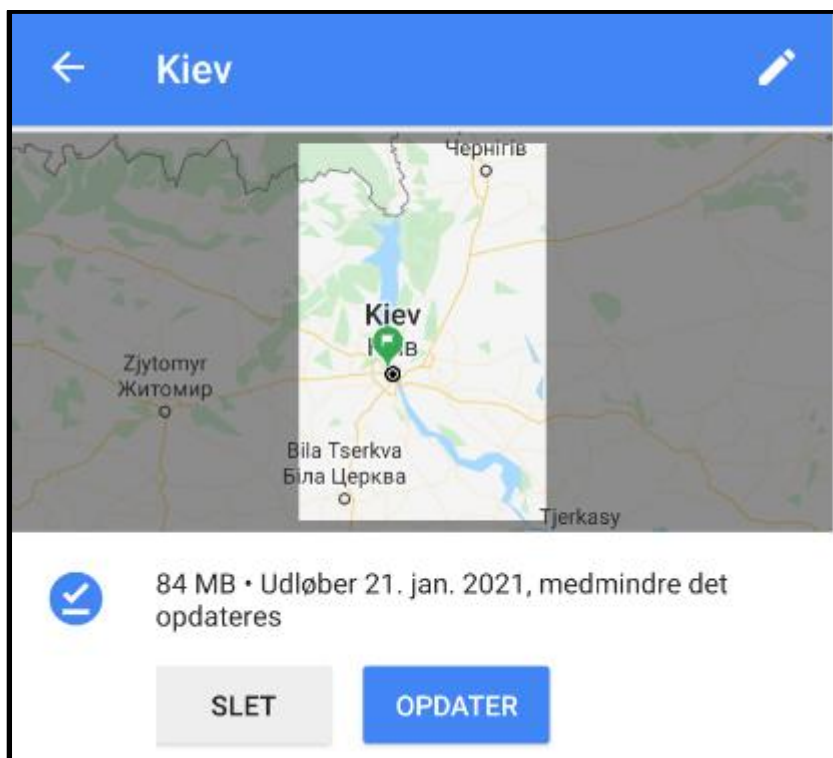 Kiev
Чернігів
Kiev
Zjytomyr
Житомир
Bila Tserkva
Біла Церква
Tjerkasy
84 MB • Udløber 21. jan. 2021, medmindre det
opdateres
SLET
OPDATER